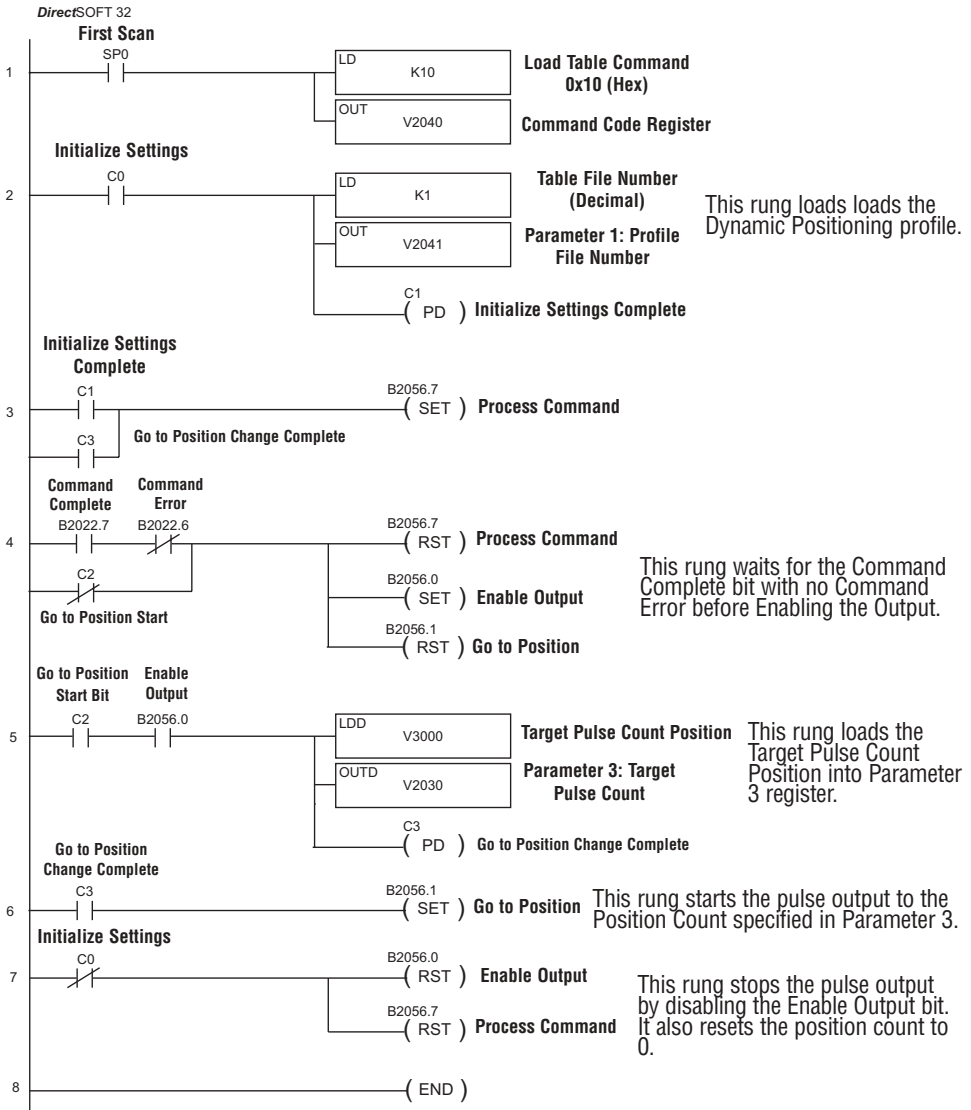 DirectSOFT 32
First Scan
SP0
1
LD
K10
Load Table Command
0x10 (Hex)
OUT
V2040
Command Code Register
Initialize Settings
C0
2
LD
K1
Table File Number
(Decimal)
This rung loads loads the
Dynamic Positioning profile.
OUT
V2041
Parameter 1: Profile
File Number
C1
( PD )
Initialize Settings Complete
Initialize Settings
Complete
C1
3
B2056.7
( SET )
Process Command
C3
Go to Position Change Complete
Command
Complete
Command
Error
B2022.7
B2022.6
4
B2056.7
( RST )
Process Command
C2
Go to Position Start
B2056.0
( SET )
Enable Output
B2056.1
( RST )
Go to Position
This rung waits for the Command
Complete bit with no Command
Error before Enabling the Output.
Go to Position
Start Bit
Enable
Output
C2
B2056.0
5
LDD
V3000
Target Pulse Count Position
OUTD
V2030
Parameter 3: Target
Pulse Count
This rung loads the
Target Pulse Count
Position into Parameter
3 register.
C3
( PD )
Go to Position Change Complete
Go to Position
Change Complete
C3
6
B2056.1
( SET )
Go to Position
This rung starts the pulse output to the
Position Count specified in Parameter 3.
Initialize Settings
C0
7
B2056.0
( RST )
Enable Output
B2056.7
( RST )
Process Command
This rung stops the pulse output
by disabling the Enable Output bit.
It also resets the position count to
0.
8
( END )